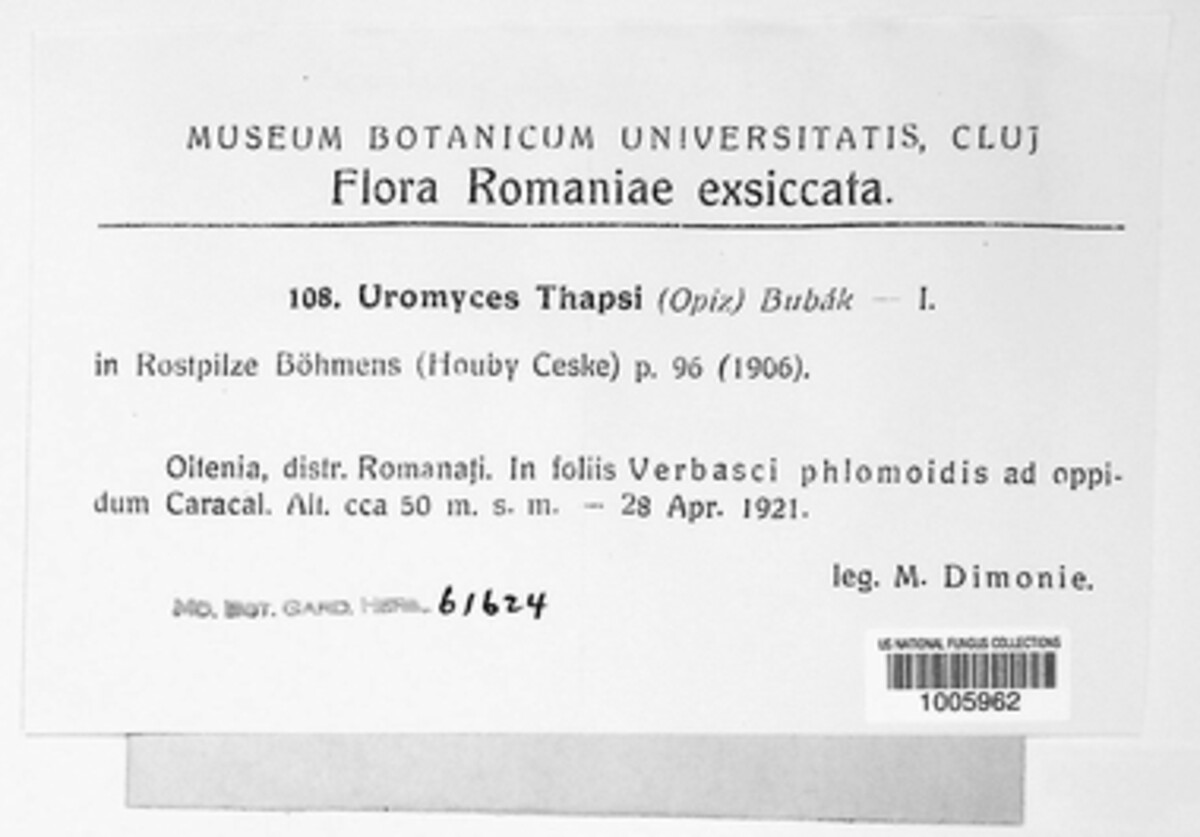 MUSEUM BOTANICUM UNIVERSITATIS, CLUJ
Flora Romaniae exsiccata.
108. Uromyces Thapsi (Opiz) Bubák — I.
in Rostpilze Böhmens (Houby Ceske) p. 96 (1906).
Oltenia, distr. Romanați. In foliis Verbasci phlomoidis ad oppi-
dum Caracal. Alt. cca 50 m. s. m. — 28 Apr. 1921.
leg. M. Dimonie.
MO. BOT. GARD. HERB. 61624
US NATIONAL FUNGUS COLLECTIONS
1005962